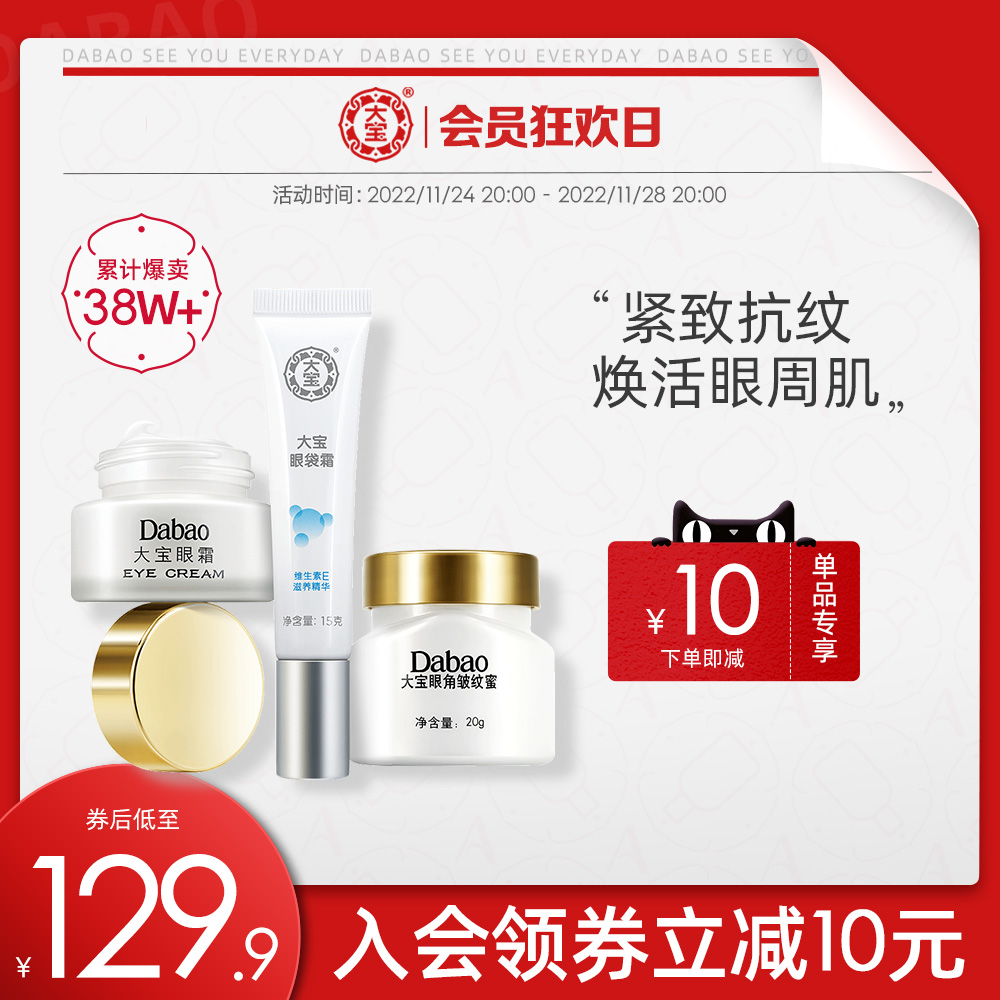 DABAO
DABAO SEE YOU EVERYDAY DABAO SEE YOU EVERYDAY DABAO SEE YO
大宝® 会员狂欢日
活动时间：2022/11/24 20:00 - 2022/11/28 20:00
累计爆卖
38W+
“紧致抗纹
焕活眼周肌„
大宝®
大宝
眼袋霜
维生素E
滋养精华
净含量：15克
Dabao
大宝眼霜
EYE CREAM
Dabao
大宝眼角皱纹蜜
净含量：20g
¥10
下单即减
单品专享
券后低至
¥129.9
入会领券立减10元